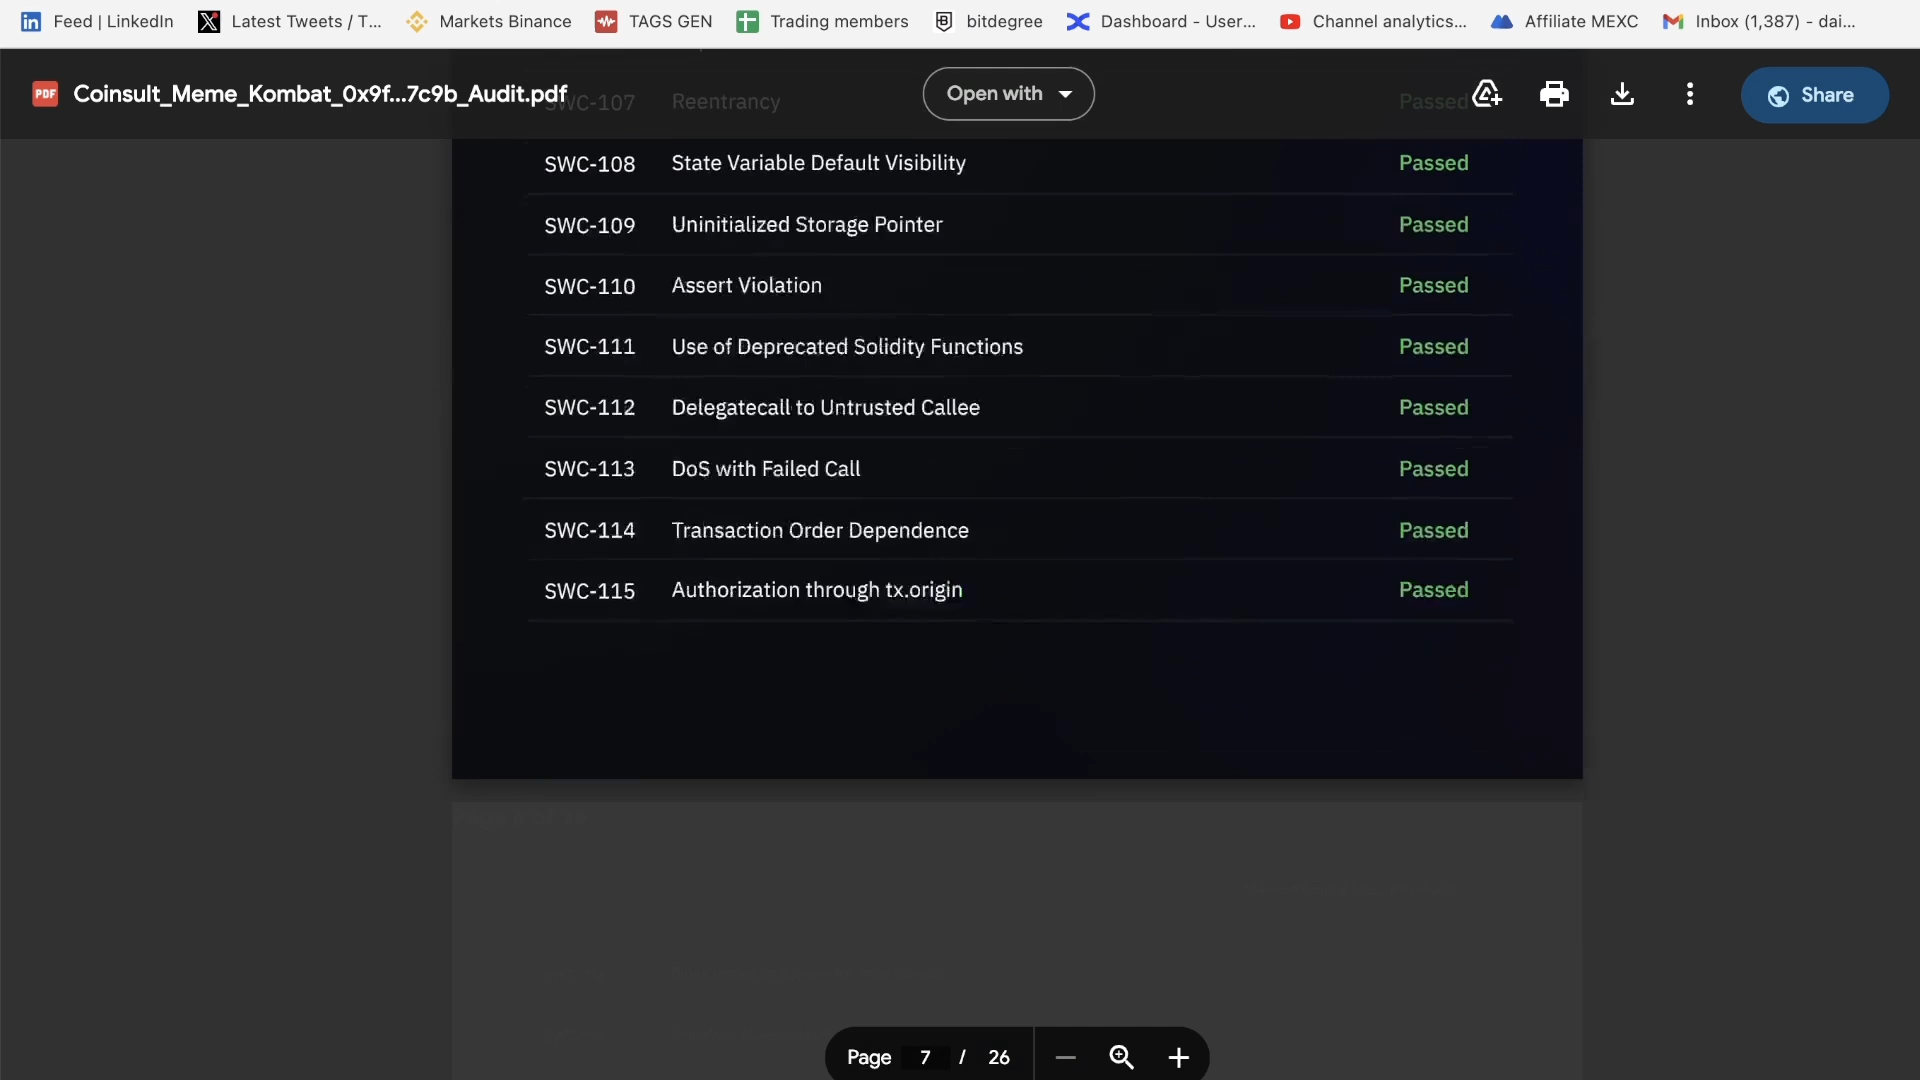 Feed | LinkedIn Latest Tweets / T... Markets Binance TAGS GEN Trading members bitdegree Dashboard - User... Channel analytics... Affiliate MEXC Inbox (1,387) - dai...
PDF Coinsult_Meme_Kombat_0x9f...7c9b_Audit.pdf Open with Share
SWC-107 Reentrancy Passed
SWC-108 State Variable Default Visibility Passed
SWC-109 Uninitialized Storage Pointer Passed
SWC-110 Assert Violation Passed
SWC-111 Use of Deprecated Solidity Functions Passed
SWC-112 Delegatecall to Untrusted Callee Passed
SWC-113 DoS with Failed Call Passed
SWC-114 Transaction Order Dependence Passed
SWC-115 Authorization through tx.origin Passed
Page 7 / 26